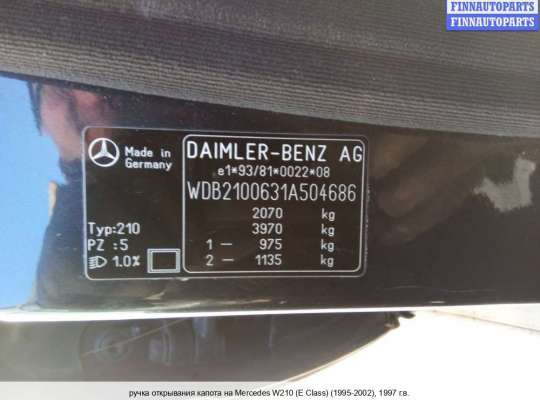 FINNAUTOPARTS
FINNAUTOPARTS
Made in
Germany
DAIMLER-BENZ AG
e1*93/81*0022*08
WDB2100631A504686
2070 kg
3970 kg
1 – 975 kg
2 – 1135 kg
Typ:210
PZ :5
1.0%
ручка открывания капота на Mercedes W210 (E Class) (1995-2002), 1997 г.в.